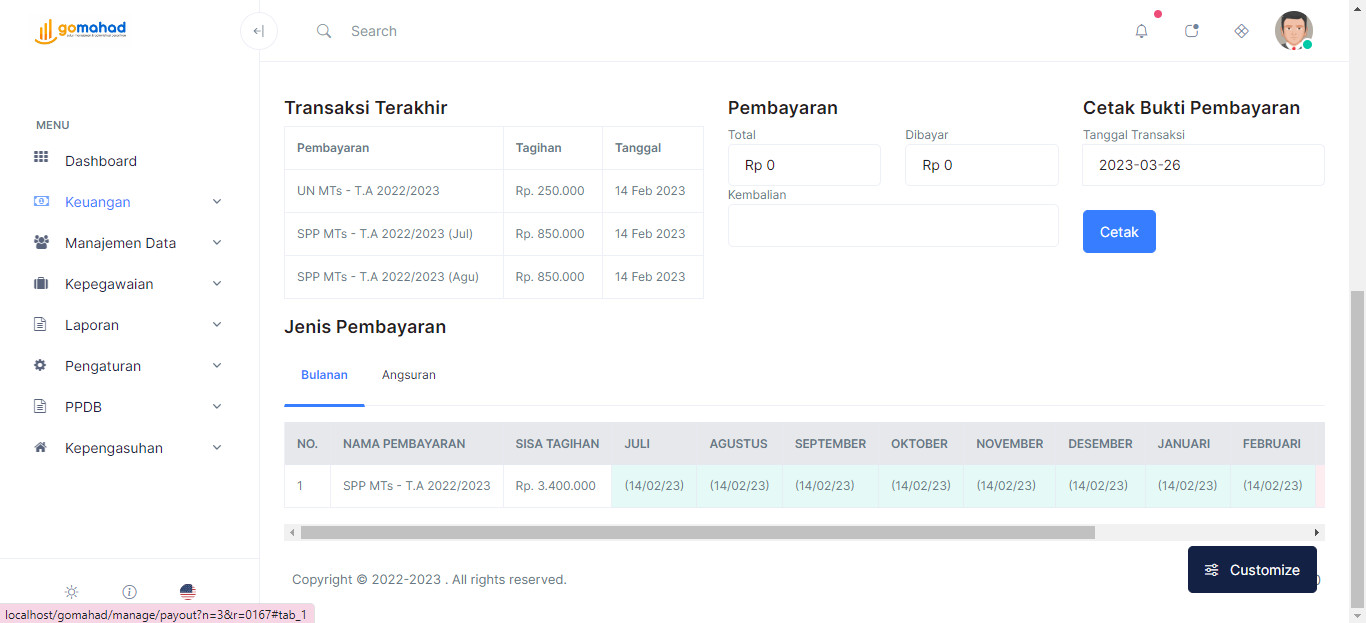 gomahad
Search
MENU
Dashboard
Keuangan
Manajemen Data
Kepegawaian
Laporan
Pengaturan
PPDB
Kepengasuhan
Transaksi Terakhir
Pembayaran Tagihan Tanggal
UN MTs - T.A 2022/2023 Rp. 250.000 14 Feb 2023
SPP MTs - T.A 2022/2023 (Jul) Rp. 850.000 14 Feb 2023
SPP MTs - T.A 2022/2023 (Agu) Rp. 850.000 14 Feb 2023
Pembayaran
Total Dibayar
Rp 0 Rp 0
Kembalian
Cetak Bukti Pembayaran
Tanggal Transaksi
2023-03-26
Cetak
Jenis Pembayaran
Bulanan Angsuran
NO. NAMA PEMBAYARAN SISA TAGIHAN JULI AGUSTUS SEPTEMBER OKTOBER NOVEMBER DESEMBER JANUARI FEBRUARI
1 SPP MTs - T.A 2022/2023 Rp. 3.400.000 (14/02/23) (14/02/23) (14/02/23) (14/02/23) (14/02/23) (14/02/23) (14/02/23) (14/02/23)
Copyright © 2022-2023 . All rights reserved.
Customize
localhost/gomahad/manage/payout?n=3&r=0167#tab_1